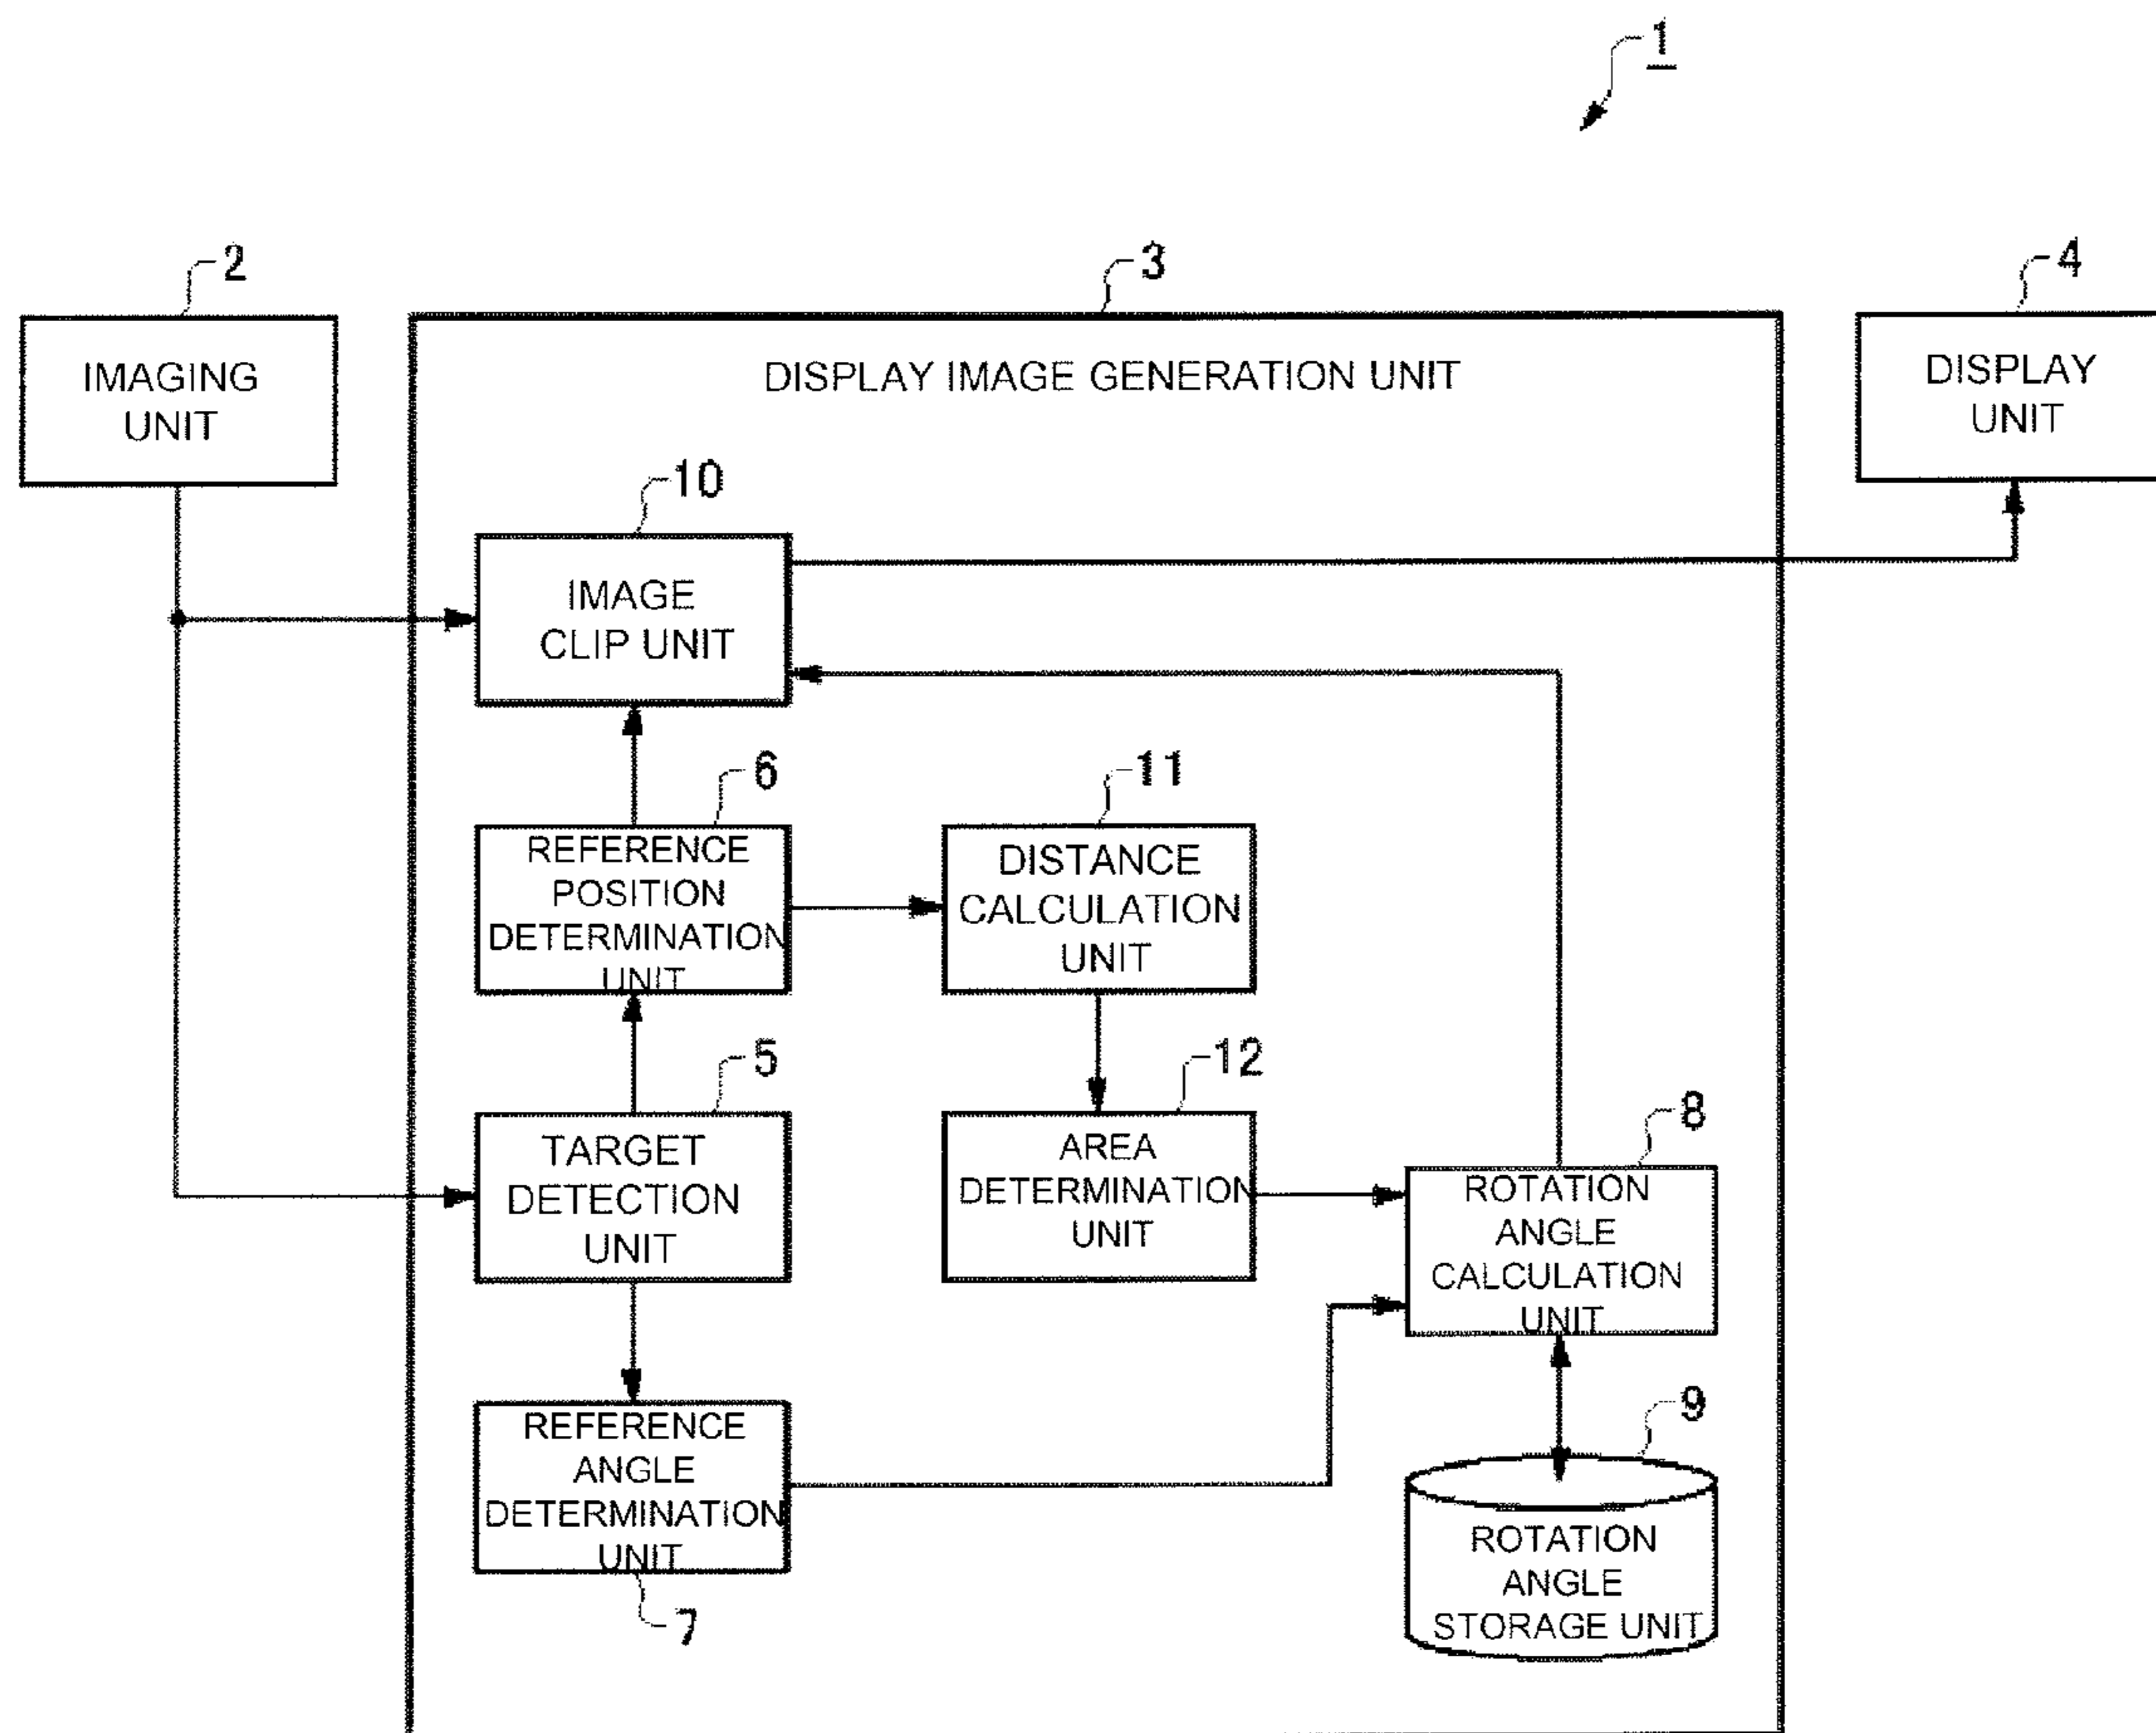 1
2
3
4
IMAGING
UNIT
DISPLAY IMAGE GENERATION UNIT
DISPLAY
UNIT
10
IMAGE
CLIP UNIT
6
REFERENCE
POSITION
DETERMINATION
UNIT
11
DISTANCE
CALCULATION
UNIT
5
TARGET
DETECTION
UNIT
12
AREA
DETERMINATION
UNIT
8
ROTATION
ANGLE
CALCULATION
UNIT
REFERENCE
ANGLE
DETERMINATION
UNIT
7
9
ROTATION
ANGLE
STORAGE UNIT